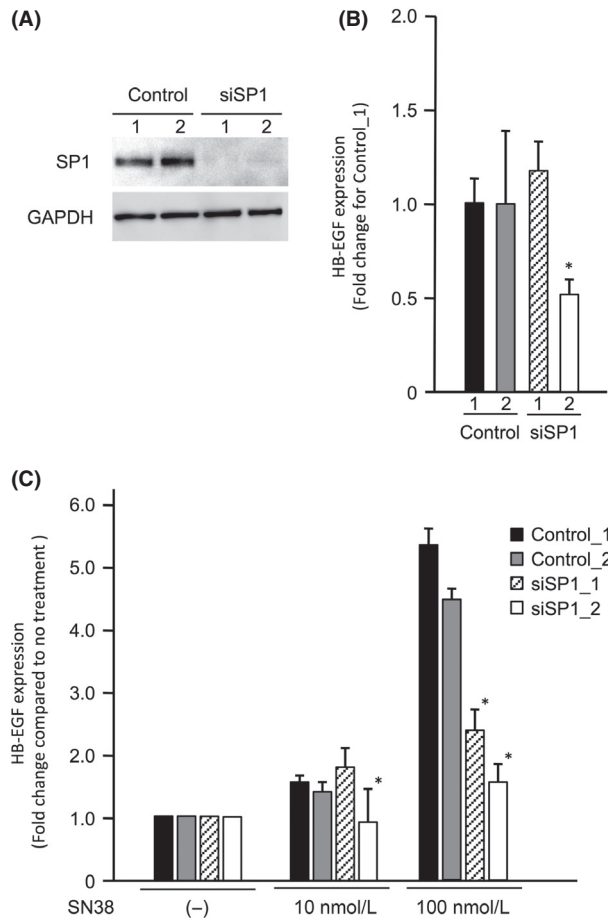 (A)
Control siSP1
1 2 1 2
SP1
GAPDH
(B)
HB-EGF expression
(Fold change for Control_1)
2.0
1.5
1.0
0.5
0
1 2 1 2
Control siSP1
*
(C)
HB-EGF expression
(Fold change compared to no treatment )
6.0
5.0
4.0
3.0
2.0
1.0
0
Control_1
Control_2
siSP1_1
siSP1_2
*
*
*
SN38 (–) 10 nmol/L 100 nmol/L